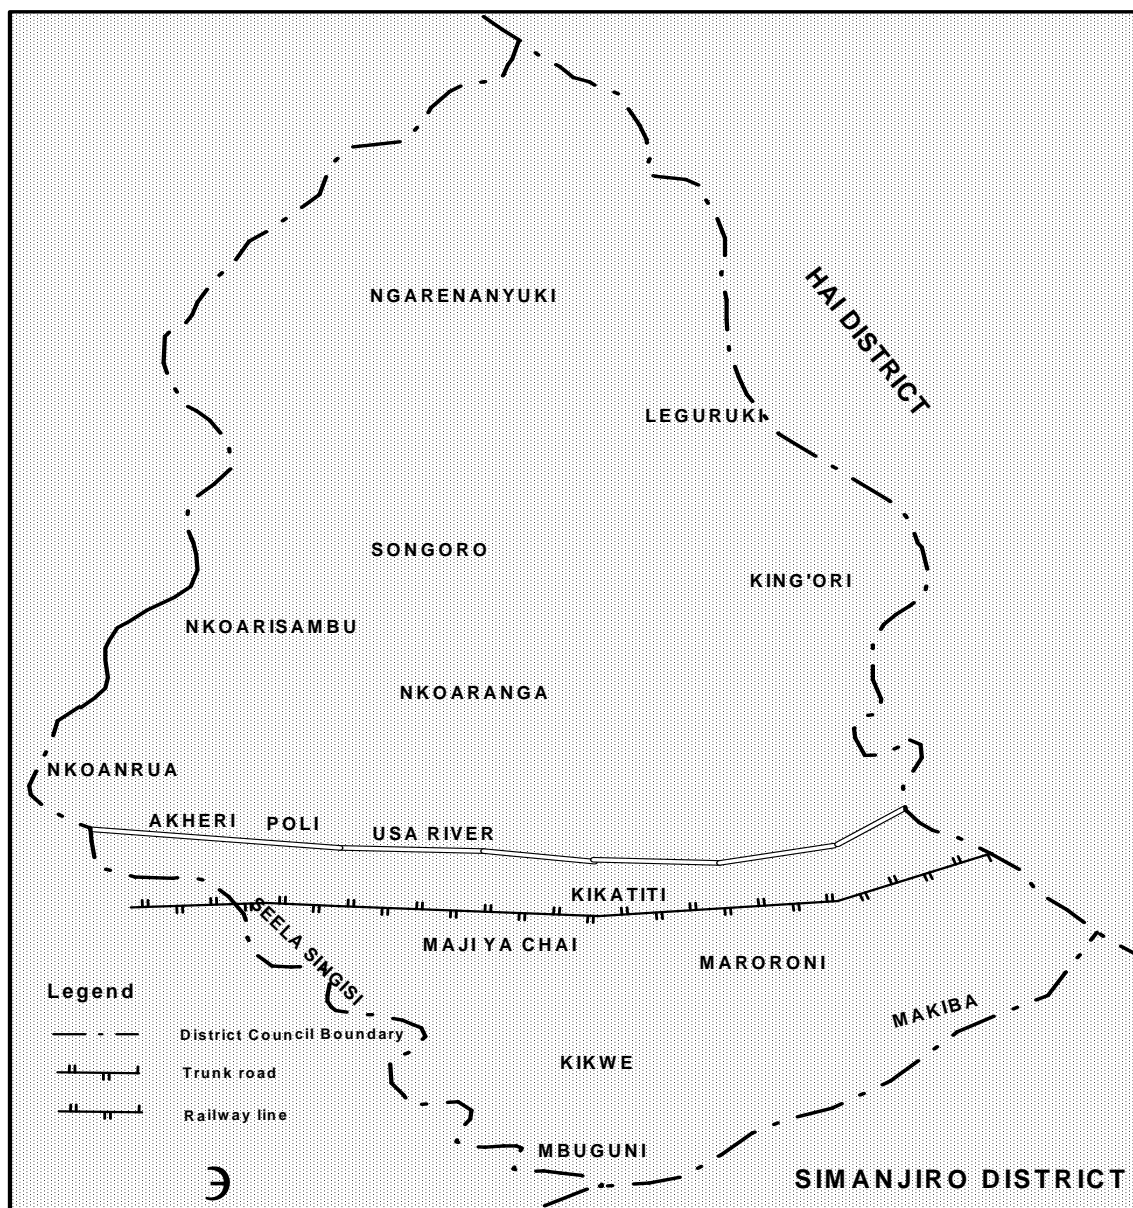 NGARENANYUKI
HAI DISTRICT
LEGURUKI
SONGORO
KING'ORI
NKOARISAMBU
NKOARANGA
NKOANRUA
AKHERI
POLI
USA RIVER
KIKATITI
SEELA SINGISI
MAJI YA CHAI
MARORONI
MAKIBA
KIKWE
MBUGUNI
SIMANJIRO DISTRICT
Legend
District Council Boundary
Trunk road
Railway line